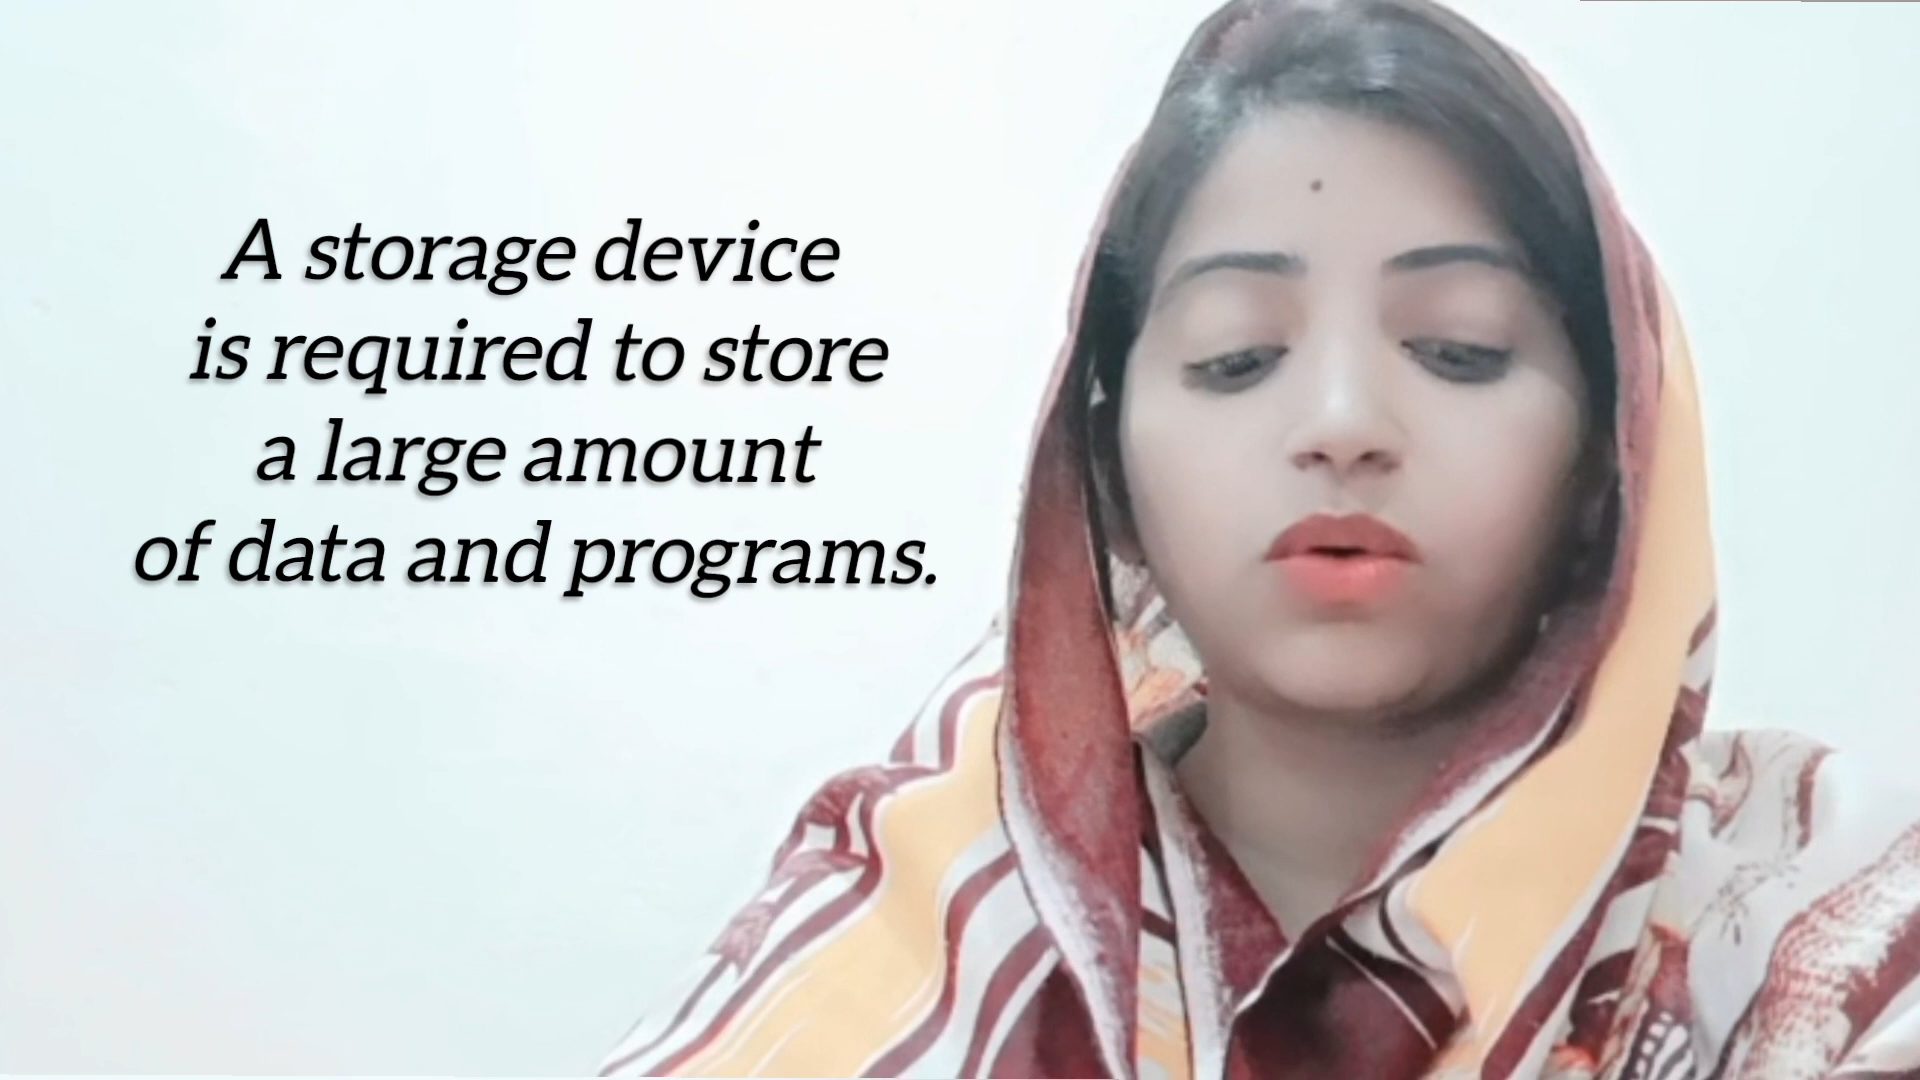 A storage device
is required to store
a large amount
of data and programs.